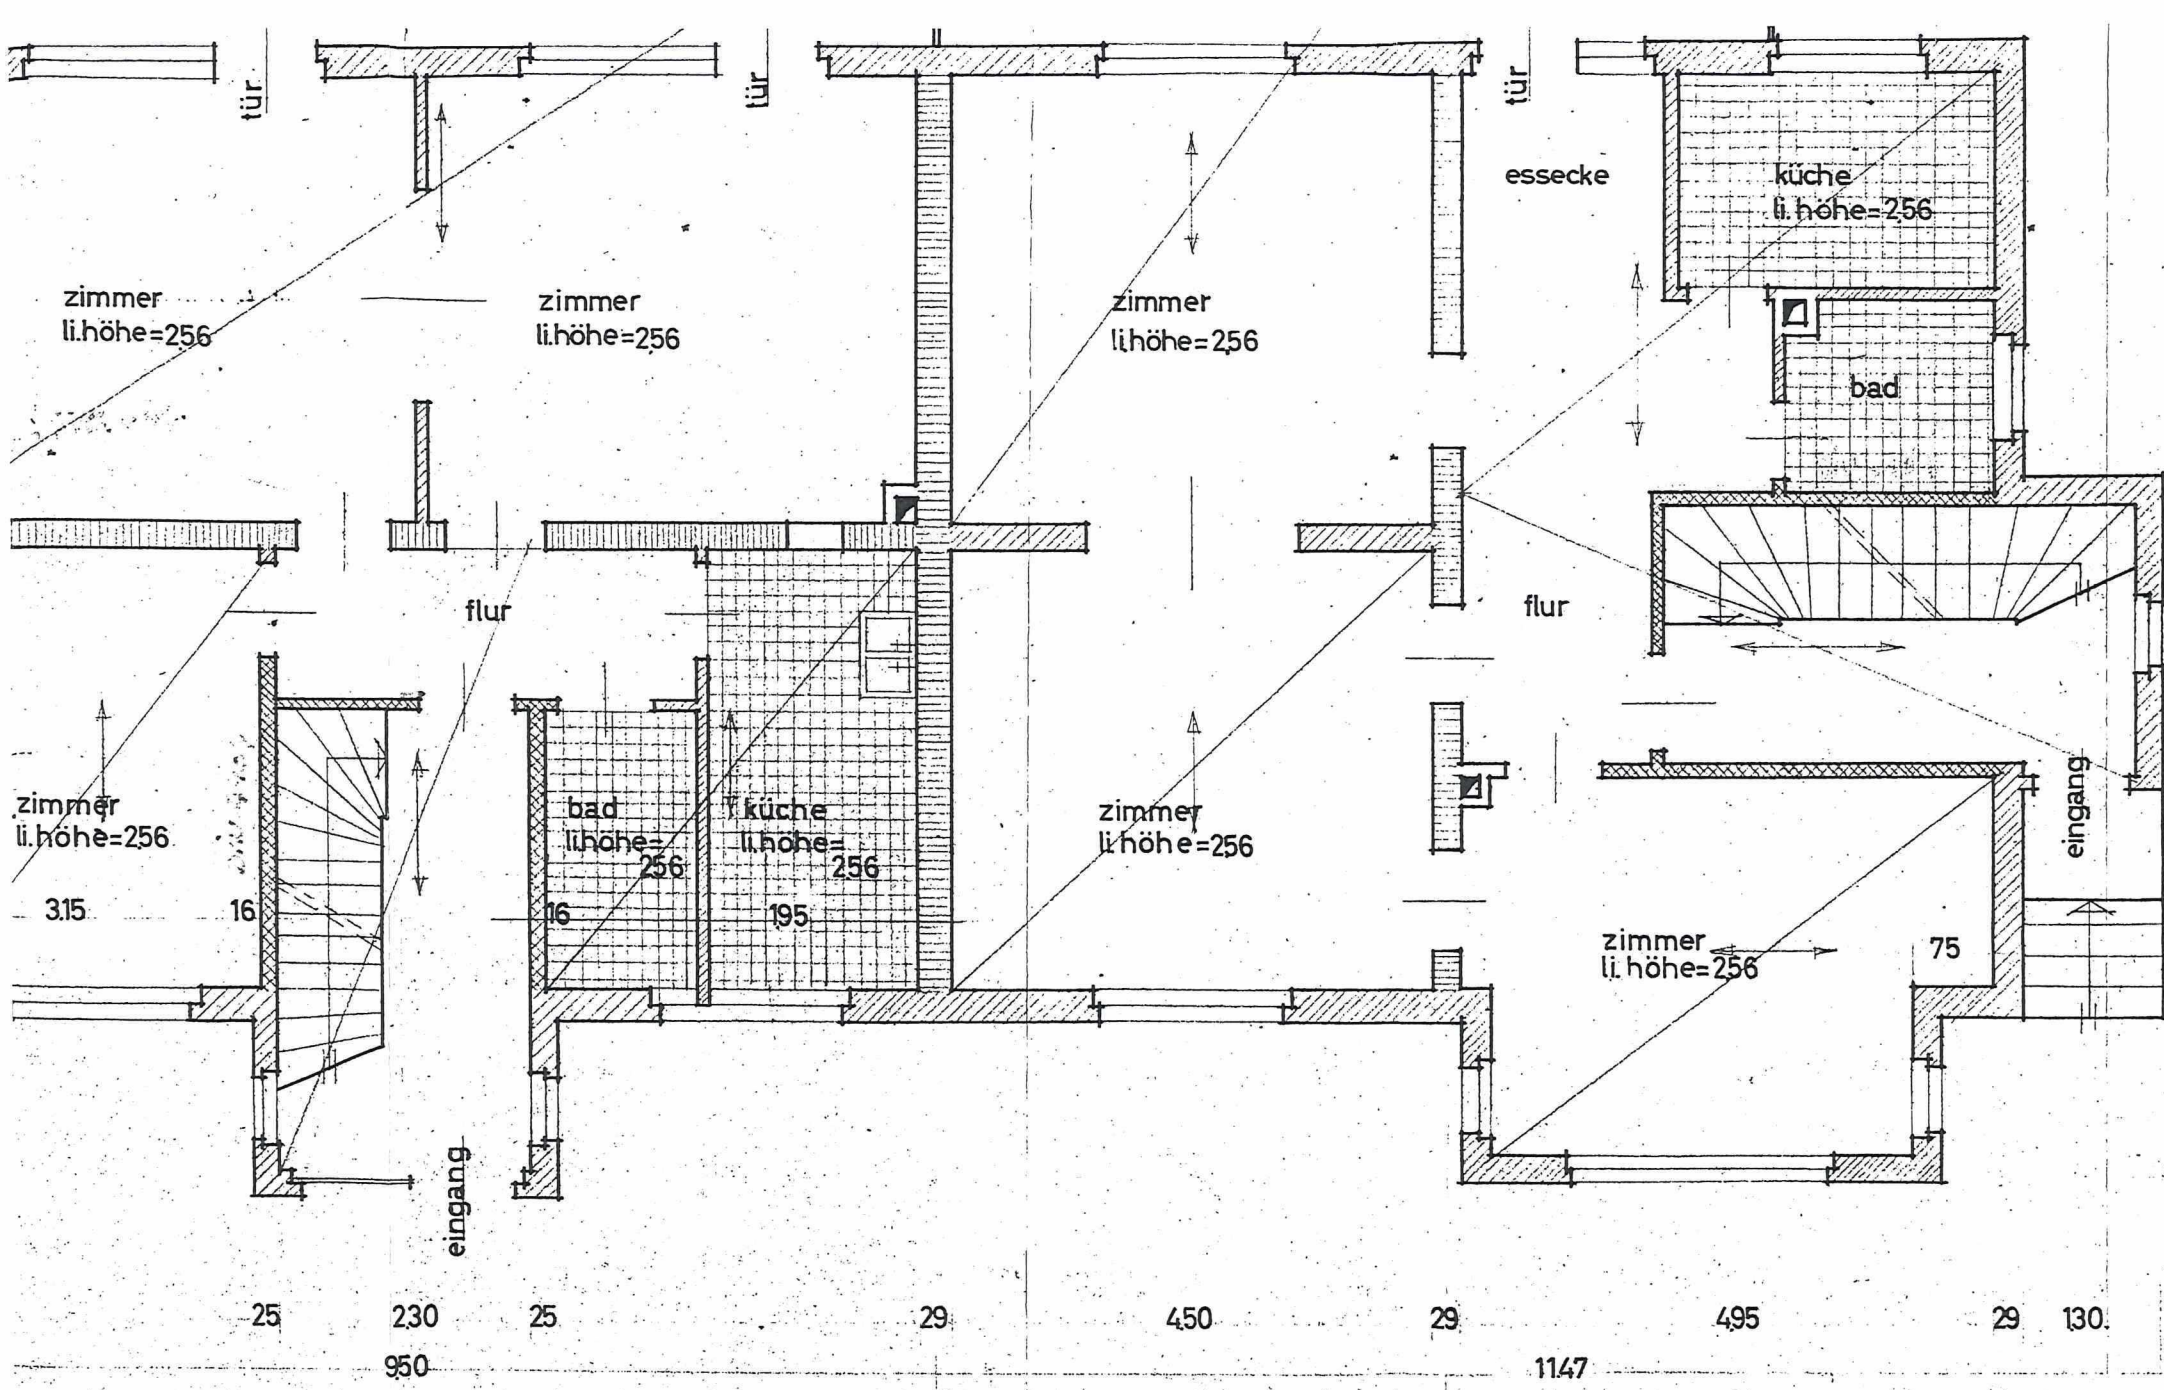 tür
tür
tür
essecke
küche
li.höhe=2,56
zimmer
li.höhe=2,56
zimmer
li.höhe=2,56
zimmer
li.höhe=2,56
bad
flur
flur
zimmer
li.höhe=2,56
bad
li.höhe=
2,56
küche
li.höhe=
2,56
zimmer
li.höhe=2,56
eingang
3.15
16
16
1,95
zimmer
li.höhe=2,56
75
eingang
25
2,30
25
29
4,50
29
4,95
29
1,30
9,50
11.47